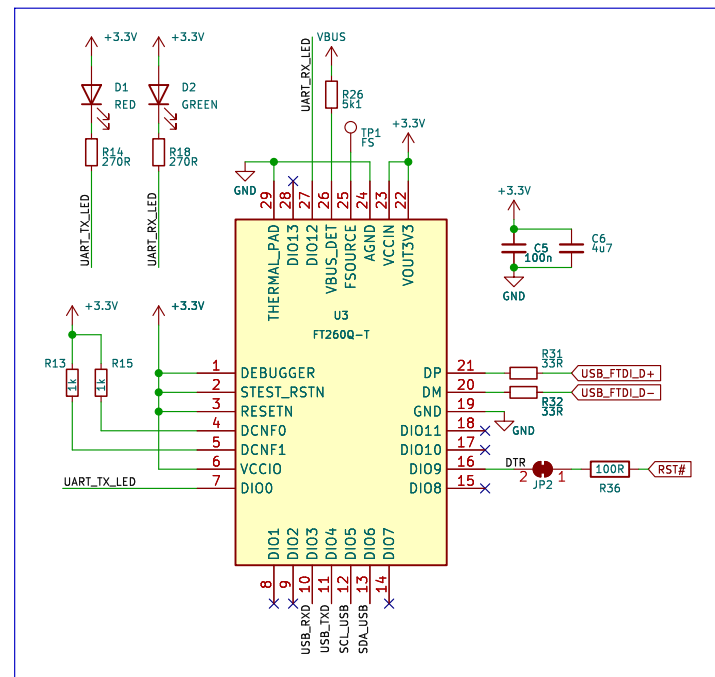 +3.3V
+3.3V
D1
RED
D2
GREEN
R14
270R
R18
270R
UART_TX_LED
UART_RX_LED
UART_RX_LED
VBUS
R26
5k1
TP1
FS
+3.3V
GND
29
28
27
26
25
24
23
22
THERMAL_PAD
DIO13
DIO12
VBUS_DET
FSOURCE
AGND
VCCIN
VOUT3V3
+3.3V
C5
100n
C6
4u7
GND
U3
FT260Q-T
+3.3V
+3.3V
R13
1k
R15
1k
1 DEBUGGER
2 STEST_RSTN
3 RESETN
4 DCNF0
5 DCNF1
6 VCCIO
UART_TX_LED 7 DIO0
DP 21 R31 33R USB_FTDI_D+
DM 20 R32 33R USB_FTDI_D-
GND 19 GND
DIO11 18
DIO10 17
DIO9 16 DTR 2 JP2 1 100R R36 RST#
DIO8 15
DIO1
DIO2
DIO3
DIO4
DIO5
DIO6
DIO7
8
9
10
11
12
13
14
USB_RXD
USB_TXD
SCL_USB
SDA_USB